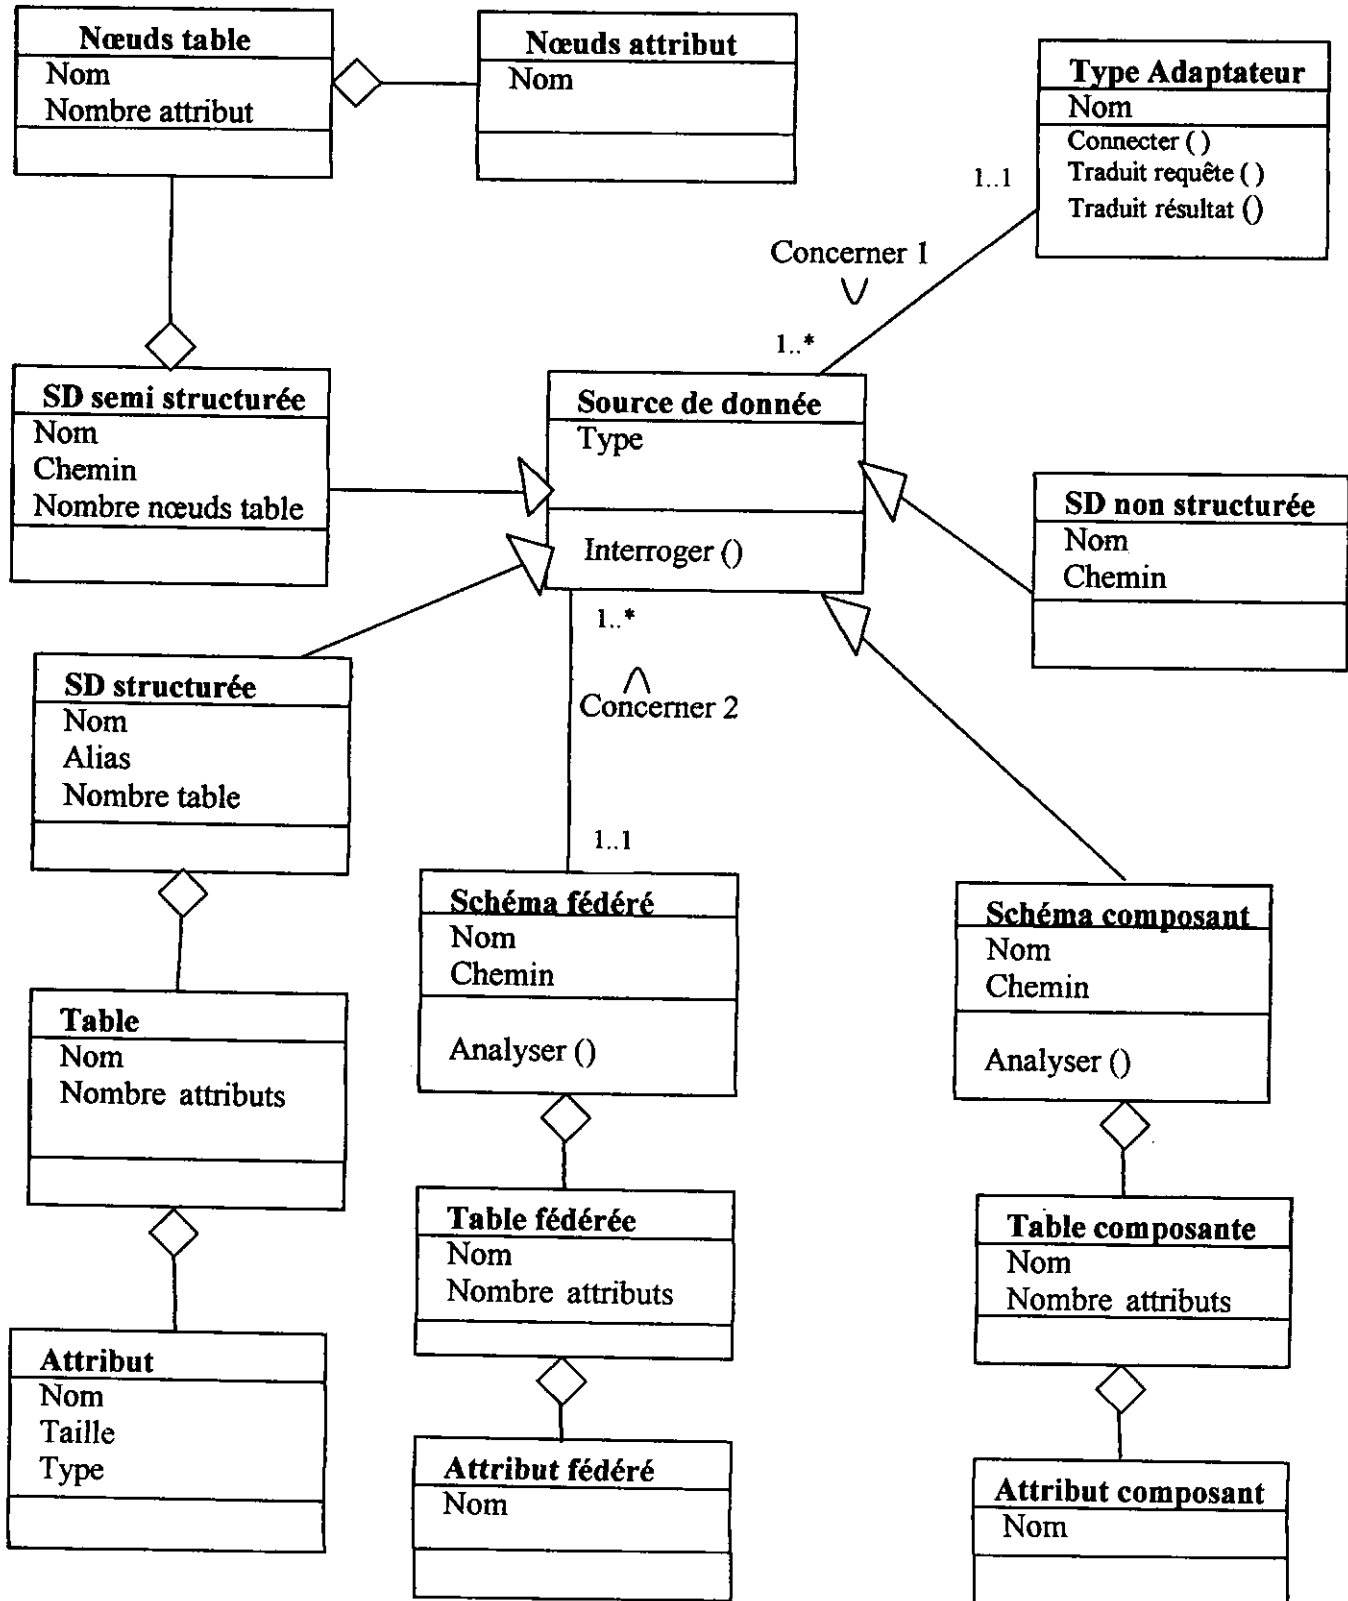 Nœuds table
Nom
Nombre attribut
Nœuds attribut
Nom
Type Adaptateur
Nom
Connecter ( )
Traduit requête ( )
Traduit résultat ()
1..1
Concerner 1
1..*
SD semi structurée
Nom
Chemin
Nombre nœuds table
Source de donnée
Type
Interroger ()
SD non structurée
Nom
Chemin
1..*
Concerner 2
1..1
SD structurée
Nom
Alias
Nombre table
Schéma fédéré
Nom
Chemin
Analyser ()
Schéma composant
Nom
Chemin
Analyser ()
Table
Nom
Nombre attributs
Table fédérée
Nom
Nombre attributs
Table composante
Nom
Nombre attributs
Attribut
Nom
Taille
Type
Attribut fédéré
Nom
Attribut composant
Nom